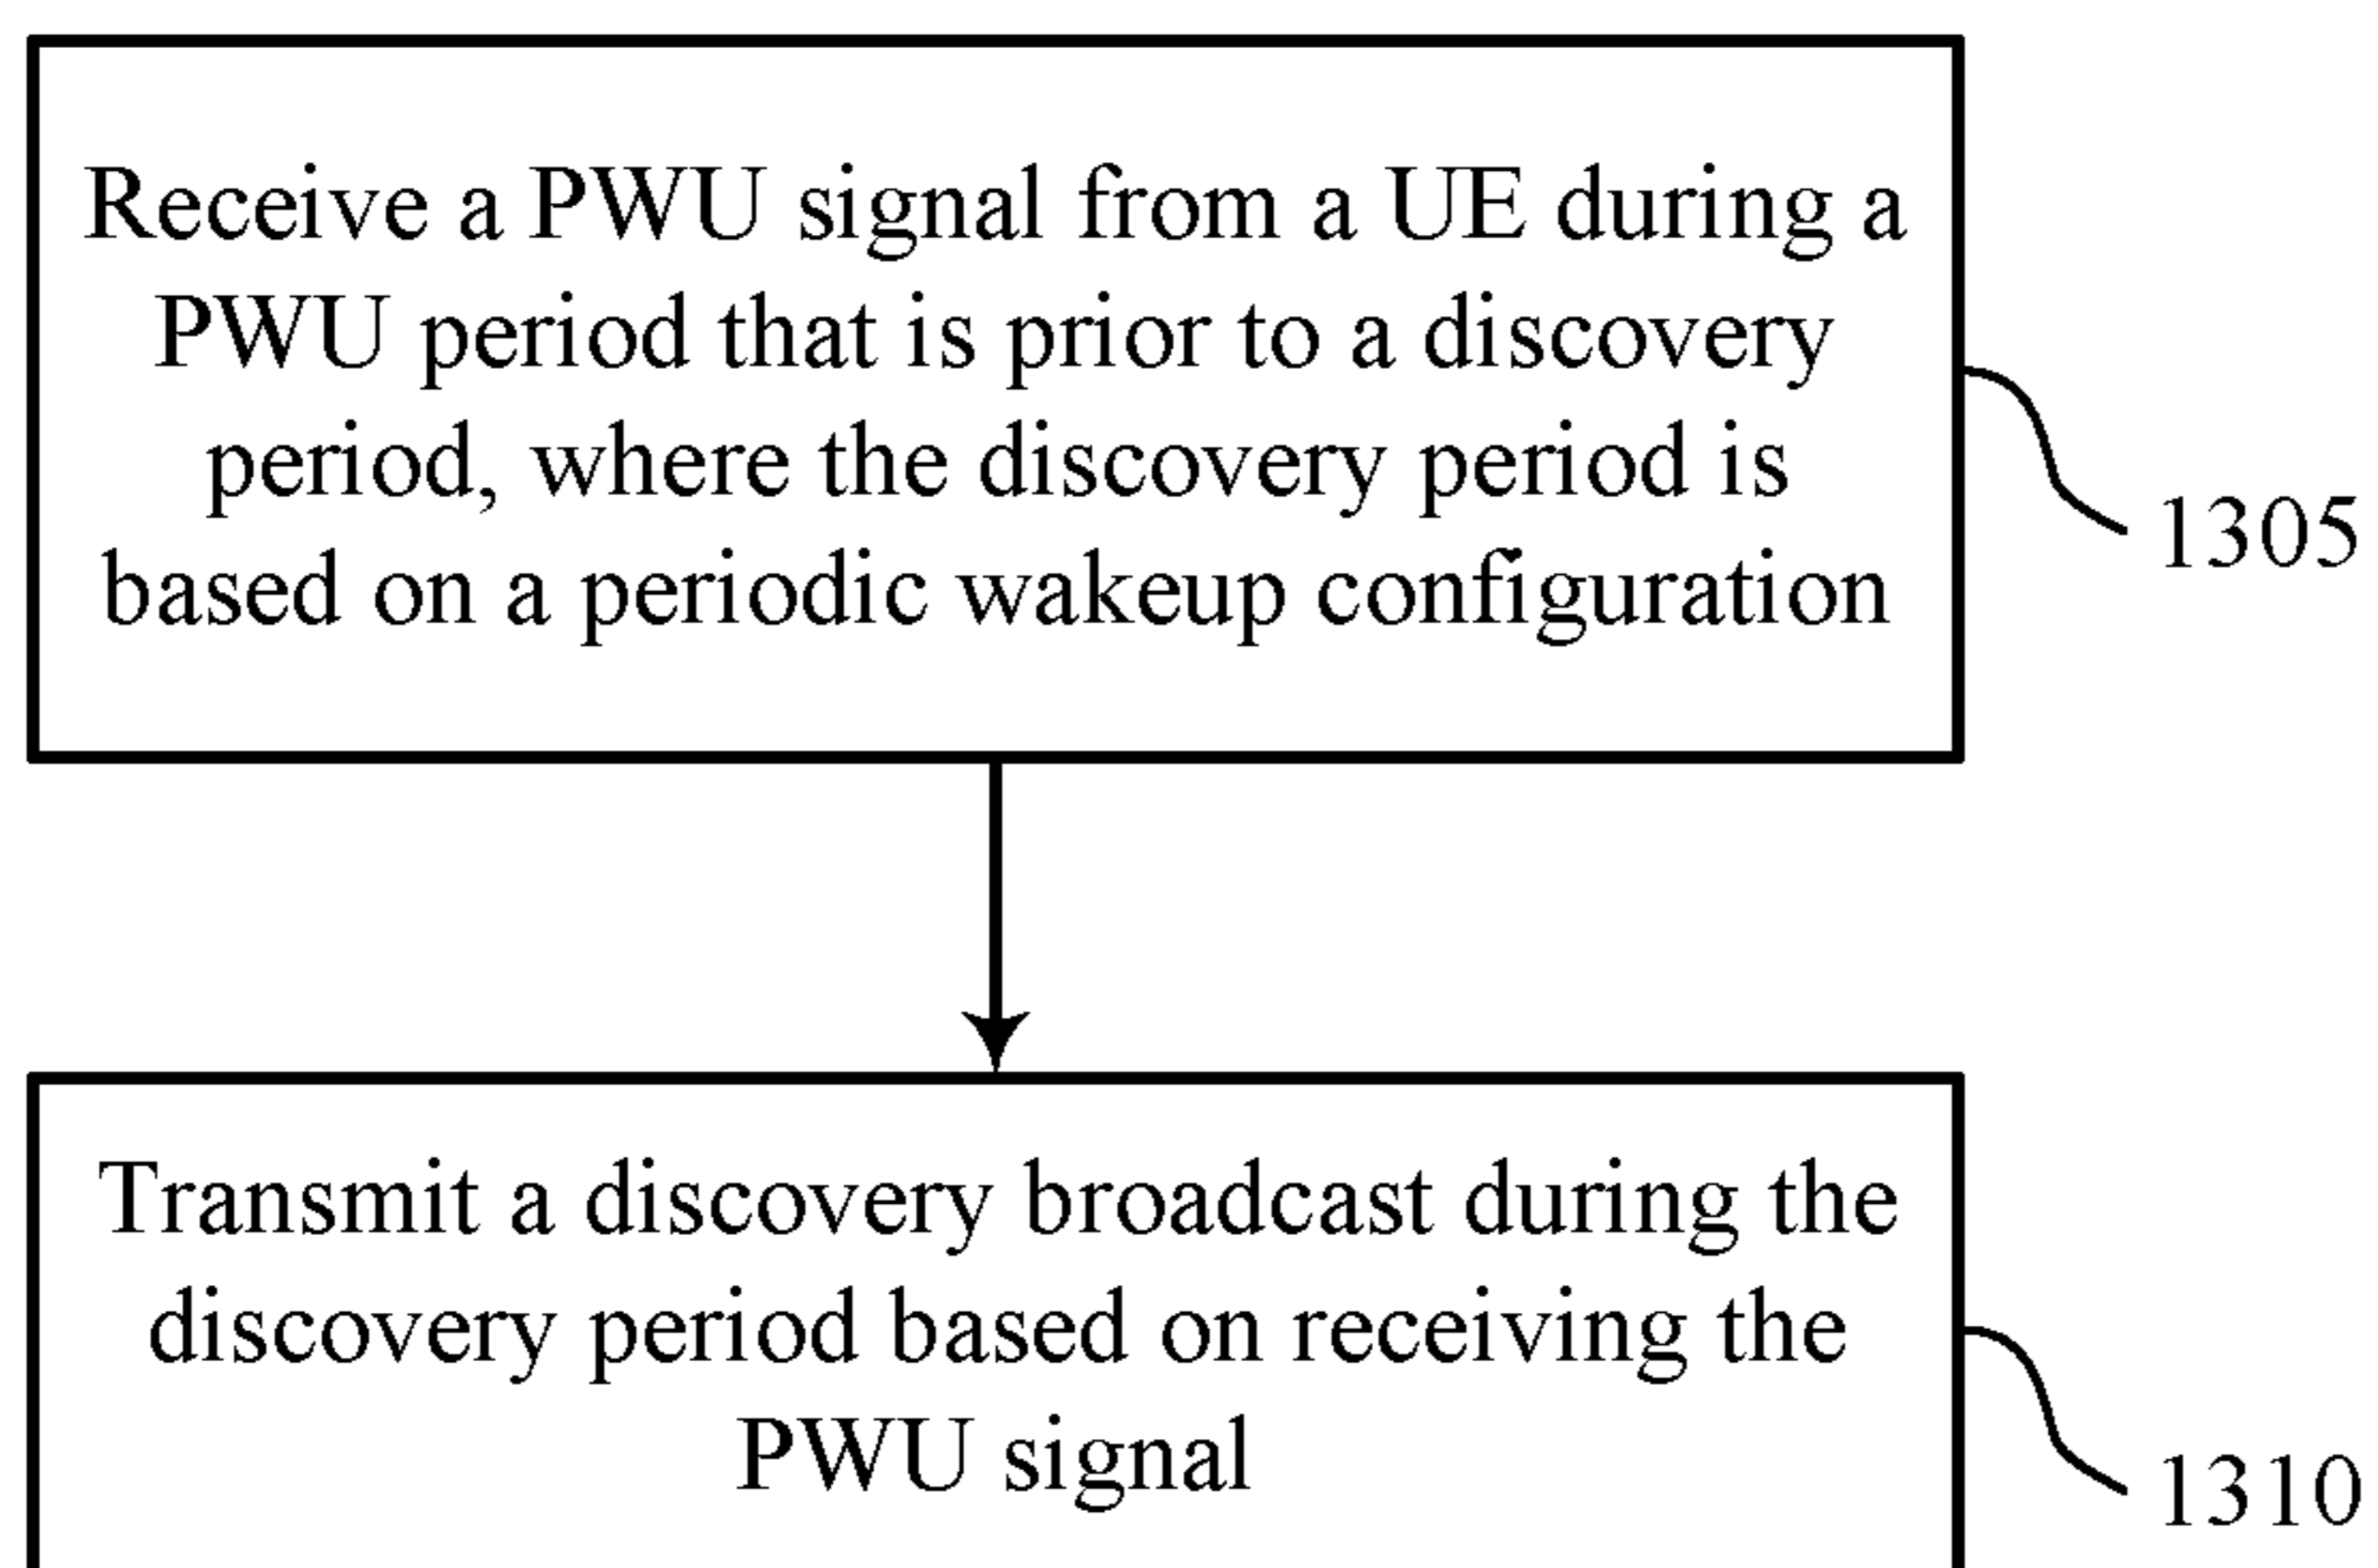 Receive a PWU signal from a UE during a
PWU period that is prior to a discovery
period, where the discovery period is
based on a periodic wakeup configuration
1305
Transmit a discovery broadcast during the
discovery period based on receiving the
PWU signal
1310